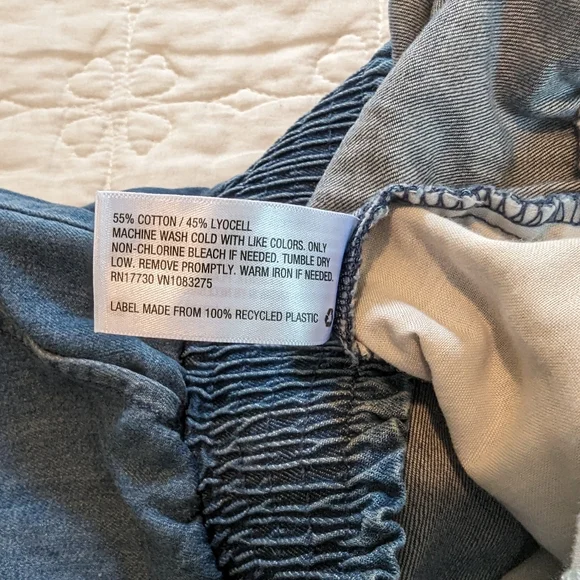 55% COTTON / 45% LYOCELL
MACHINE WASH COLD WITH LIKE COLORS. ONLY
NON-CHLORINE BLEACH IF NEEDED. TUMBLE DRY
LOW. REMOVE PROMPTLY. WARM IRON IF NEEDED.
RN17730 VN1083275
LABEL MADE FROM 100% RECYCLED PLASTIC